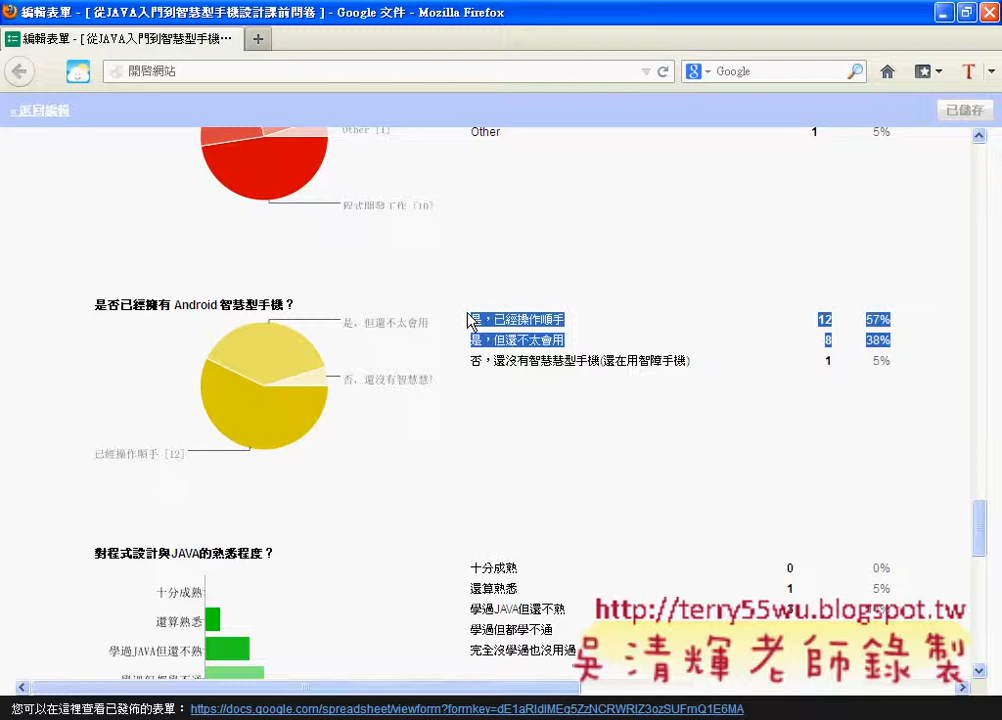 編輯表單 - [ 從JAVA入門到智慧型手機設計課前問卷 ] - Google 文件 - Mozilla Firefox
編輯表單 - [從JAVA入門到智慧型手機…
開啓網站
Google
«返回編輯
已儲存
Other [1]
Other 1 5%
程式開發工作 [10]
是否已經擁有 Android 智慧型手機？
是，但還不太會用
否，還沒有智慧慧!
已經操作順手 [12]
是，已經操作順手 12 57%
是，但還不太會用 8 38%
否，還沒有智慧慧型手機(還在用智障手機) 1 5%
對程式設計與JAVA的熟悉程度？
十分成熟
還算熟悉
學過JAVA但還不熟
學過但都學不通
十分成熟 0 0%
還算熟悉 1 5%
學過JAVA但還不熟
學過但都學不通
完全沒學過也沒用過
http://terry55wu.blogspot.tw
吳清輝老師錄製
您可以在這裡查看已發佈的表單： https://docs.google.com/spreadsheet/viewform?formkey=dE1aRldlMEq5ZzNCRWRlZ3ozSUFmQ1E6MA